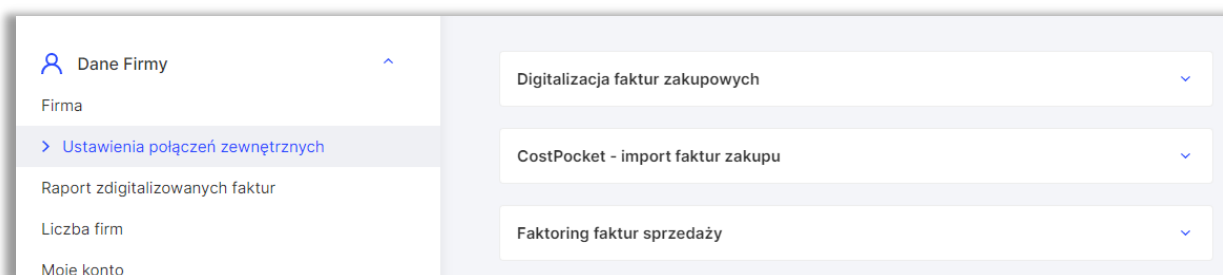 Dane Firmy
Firma
Ustawienia połączeń zewnętrznych
Raport zdigitalizowanych faktur
Liczba firm
Moje konto
Digitalizacja faktur zakupowych
CostPocket - import faktur zakupu
Faktoring faktur sprzedaży